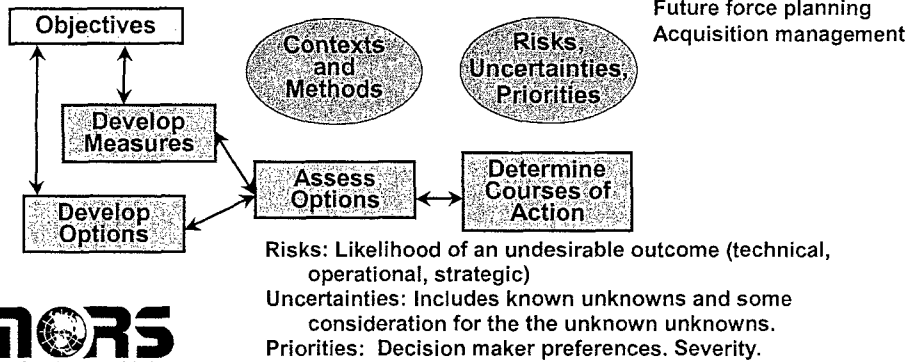 Future force planning
Acquisition management
Objectives
Contexts
and
Methods
Risks,
Uncertainties,
Priorities
Develop
Measures
Assess
Options
Determine
Courses of
Action
Develop
Options
Risks: Likelihood of an undesirable outcome (technical,
operational, strategic)
Uncertainties: Includes known unknowns and some
consideration for the the unknown unknowns.
Priorities: Decision maker preferences. Severity.
MORS